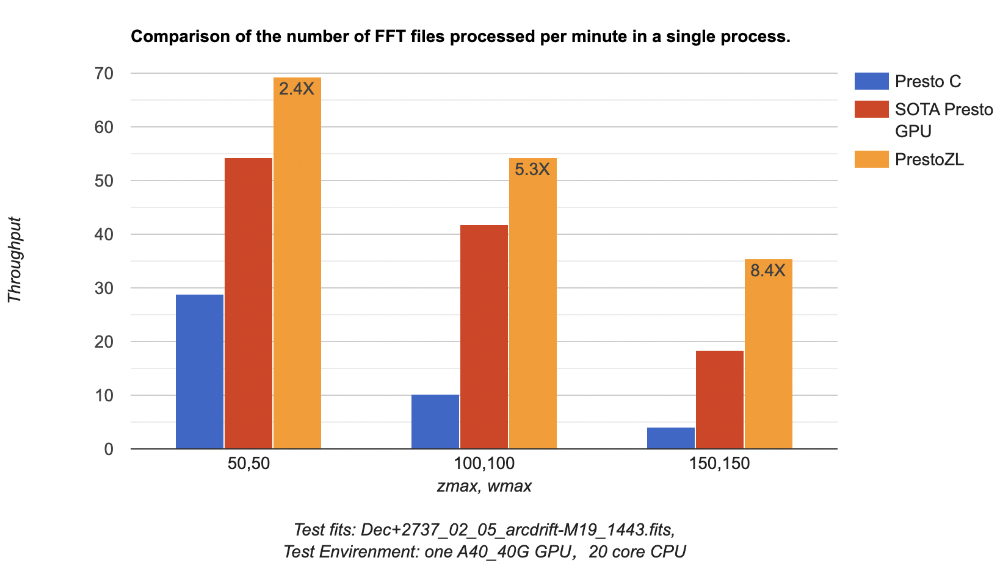 Comparison of the number of FFT files processed per minute in a single process.
70
60
50
40
30
20
10
0
Throughput
2.4X
5.3X
8.4X
Presto C
SOTA Presto
GPU
PrestoZL
50,50
100,100
150,150
zmax, wmax
Test fits: Dec+2737_02_05_arcdrift-M19_1443.fits,
Test Envirenment: one A40_40G GPU，20 core CPU